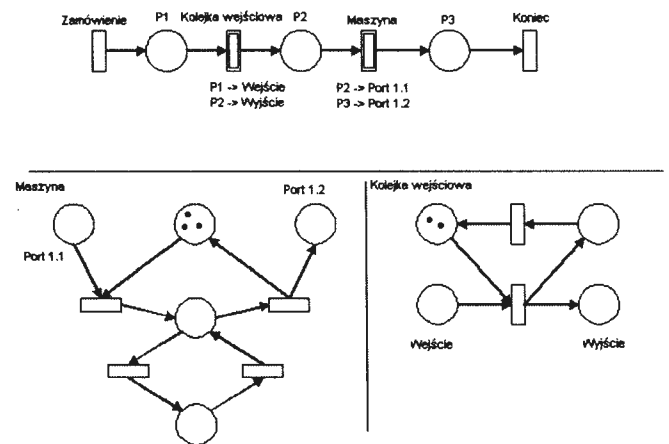 Zamówienie
P1
Kolejka wejściowa
P2
Maszyna
P3
Koniec
P1 -> Wejście
P2 -> Wyjście
P2 -> Port 1.1
P3 -> Port 1.2
Maszyna
Port 1.1
Port 1.2
Kolejka wejściowa
Wejście
Wyjście